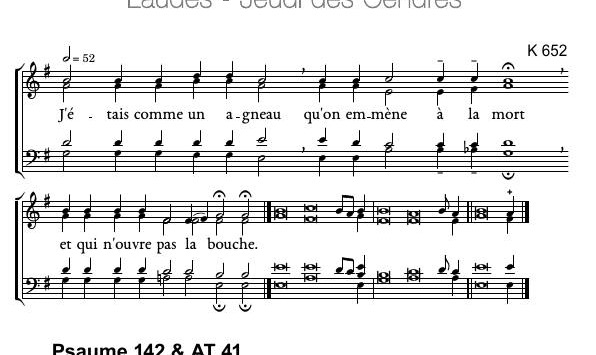 Laudes - Jeudi des Cendres
= 52
K 652
J'é - tais comme un a - gneau qu'on em-mène à la mort
et qui n'ouvre pas la bouche.
Psaume 142 & AT 41